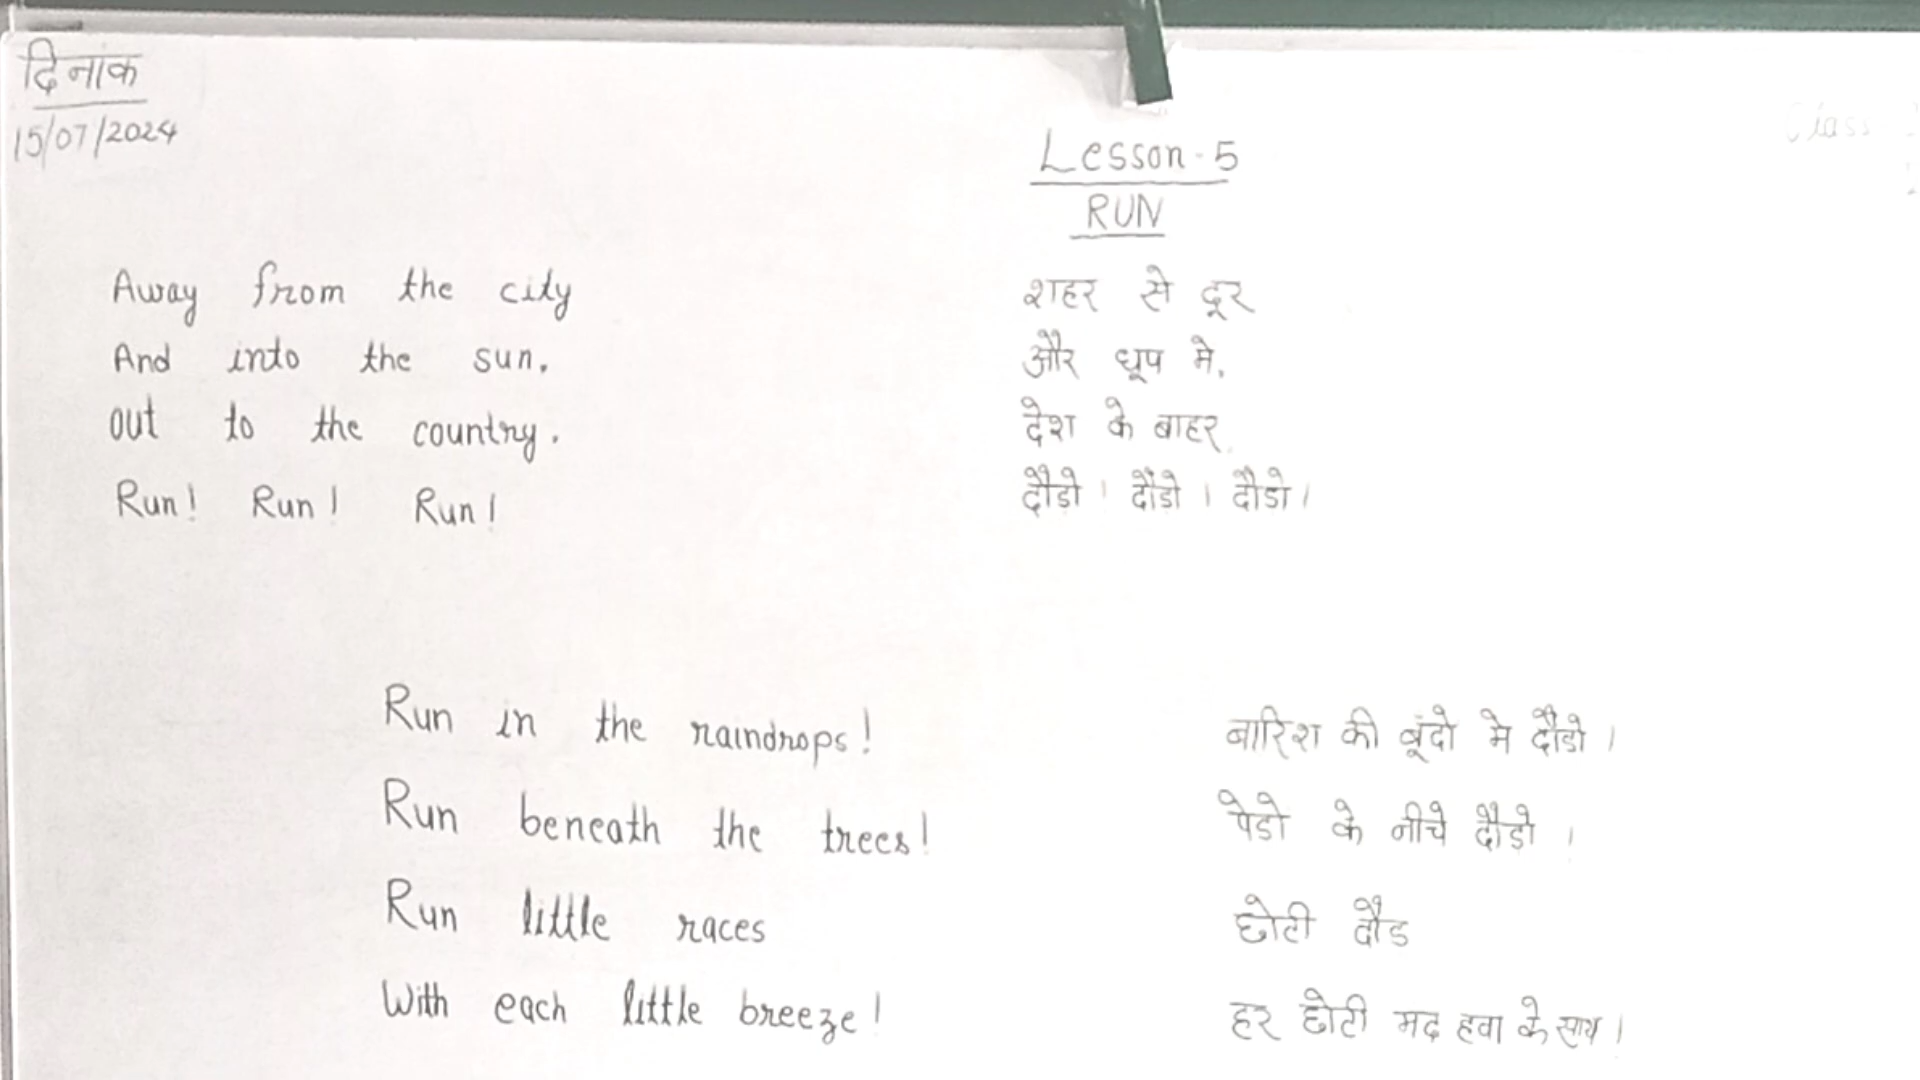 दिनांक
15/07/2024
Class
Lesson-5
RUN
Away from the city
And into the sun,
out to the country.
Run! Run! Run!
शहर से दूर
और धूप मे,
देश के बाहर
दौड़ो । दौडो । दौडो ।
Run in the raindrops!
Run beneath the trees!
Run little races
With each little breeze!
बारिश की बूंदो मे दौडो ।
पेडो के नीचे दौड़ो ।
छोटी दौड
हर छोटी मद हवा के साथ ।